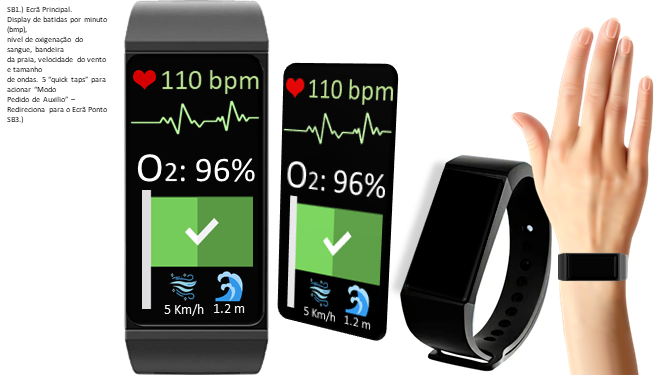 SB1.) Ecrã Principal.
Display de batidas por minuto
(bmp),
nível de oxigenação do
sangue, bandeira
da praia, velocidade do vento
e tamanho
de ondas. 5 “quick taps” para
acionar “Modo
Pedido de Auxílio” –
Redireciona para o Ecrã Ponto
SB3.)
110 bpm
O2: 96%
5 Km/h 1.2 m
110 bpm
O2: 96%
5 Km/h 1.2 m